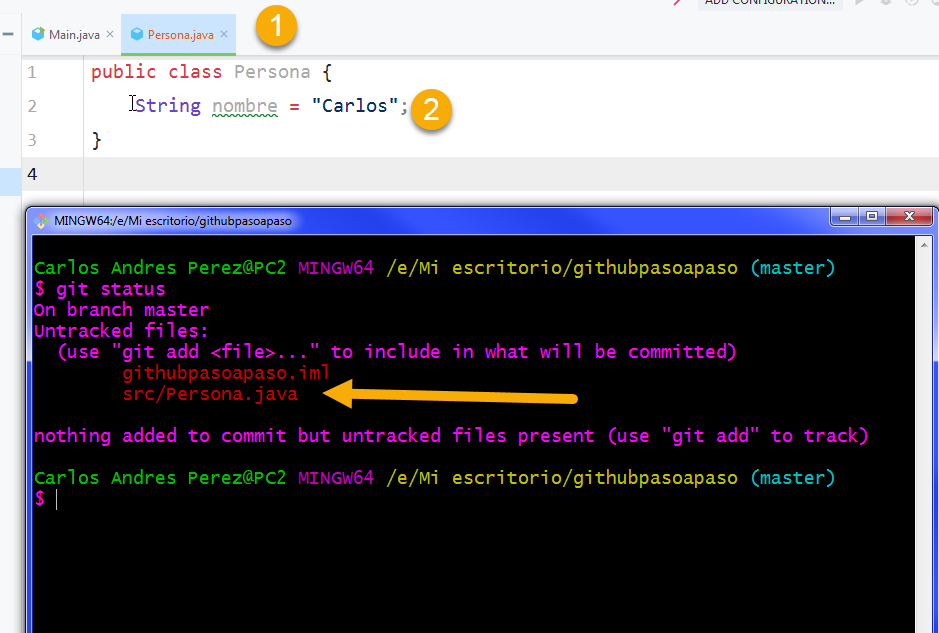 ADD CONFIGURATION...
Main.java × Persona.java ×
1
1 public class Persona {
2 String nombre = "Carlos";
2
3 }
4
MINGW64:/e/Mi escritorio/githubpasoapaso
Carlos Andres Perez@PC2 MINGW64 /e/Mi escritorio/githubpasoapaso (master)
$ git status
On branch master
Untracked files:
(use "git add <file>..." to include in what will be committed)
githubpasoapaso.iml
src/Persona.java
nothing added to commit but untracked files present (use "git add" to track)
Carlos Andres Perez@PC2 MINGW64 /e/Mi escritorio/githubpasoapaso (master)
$